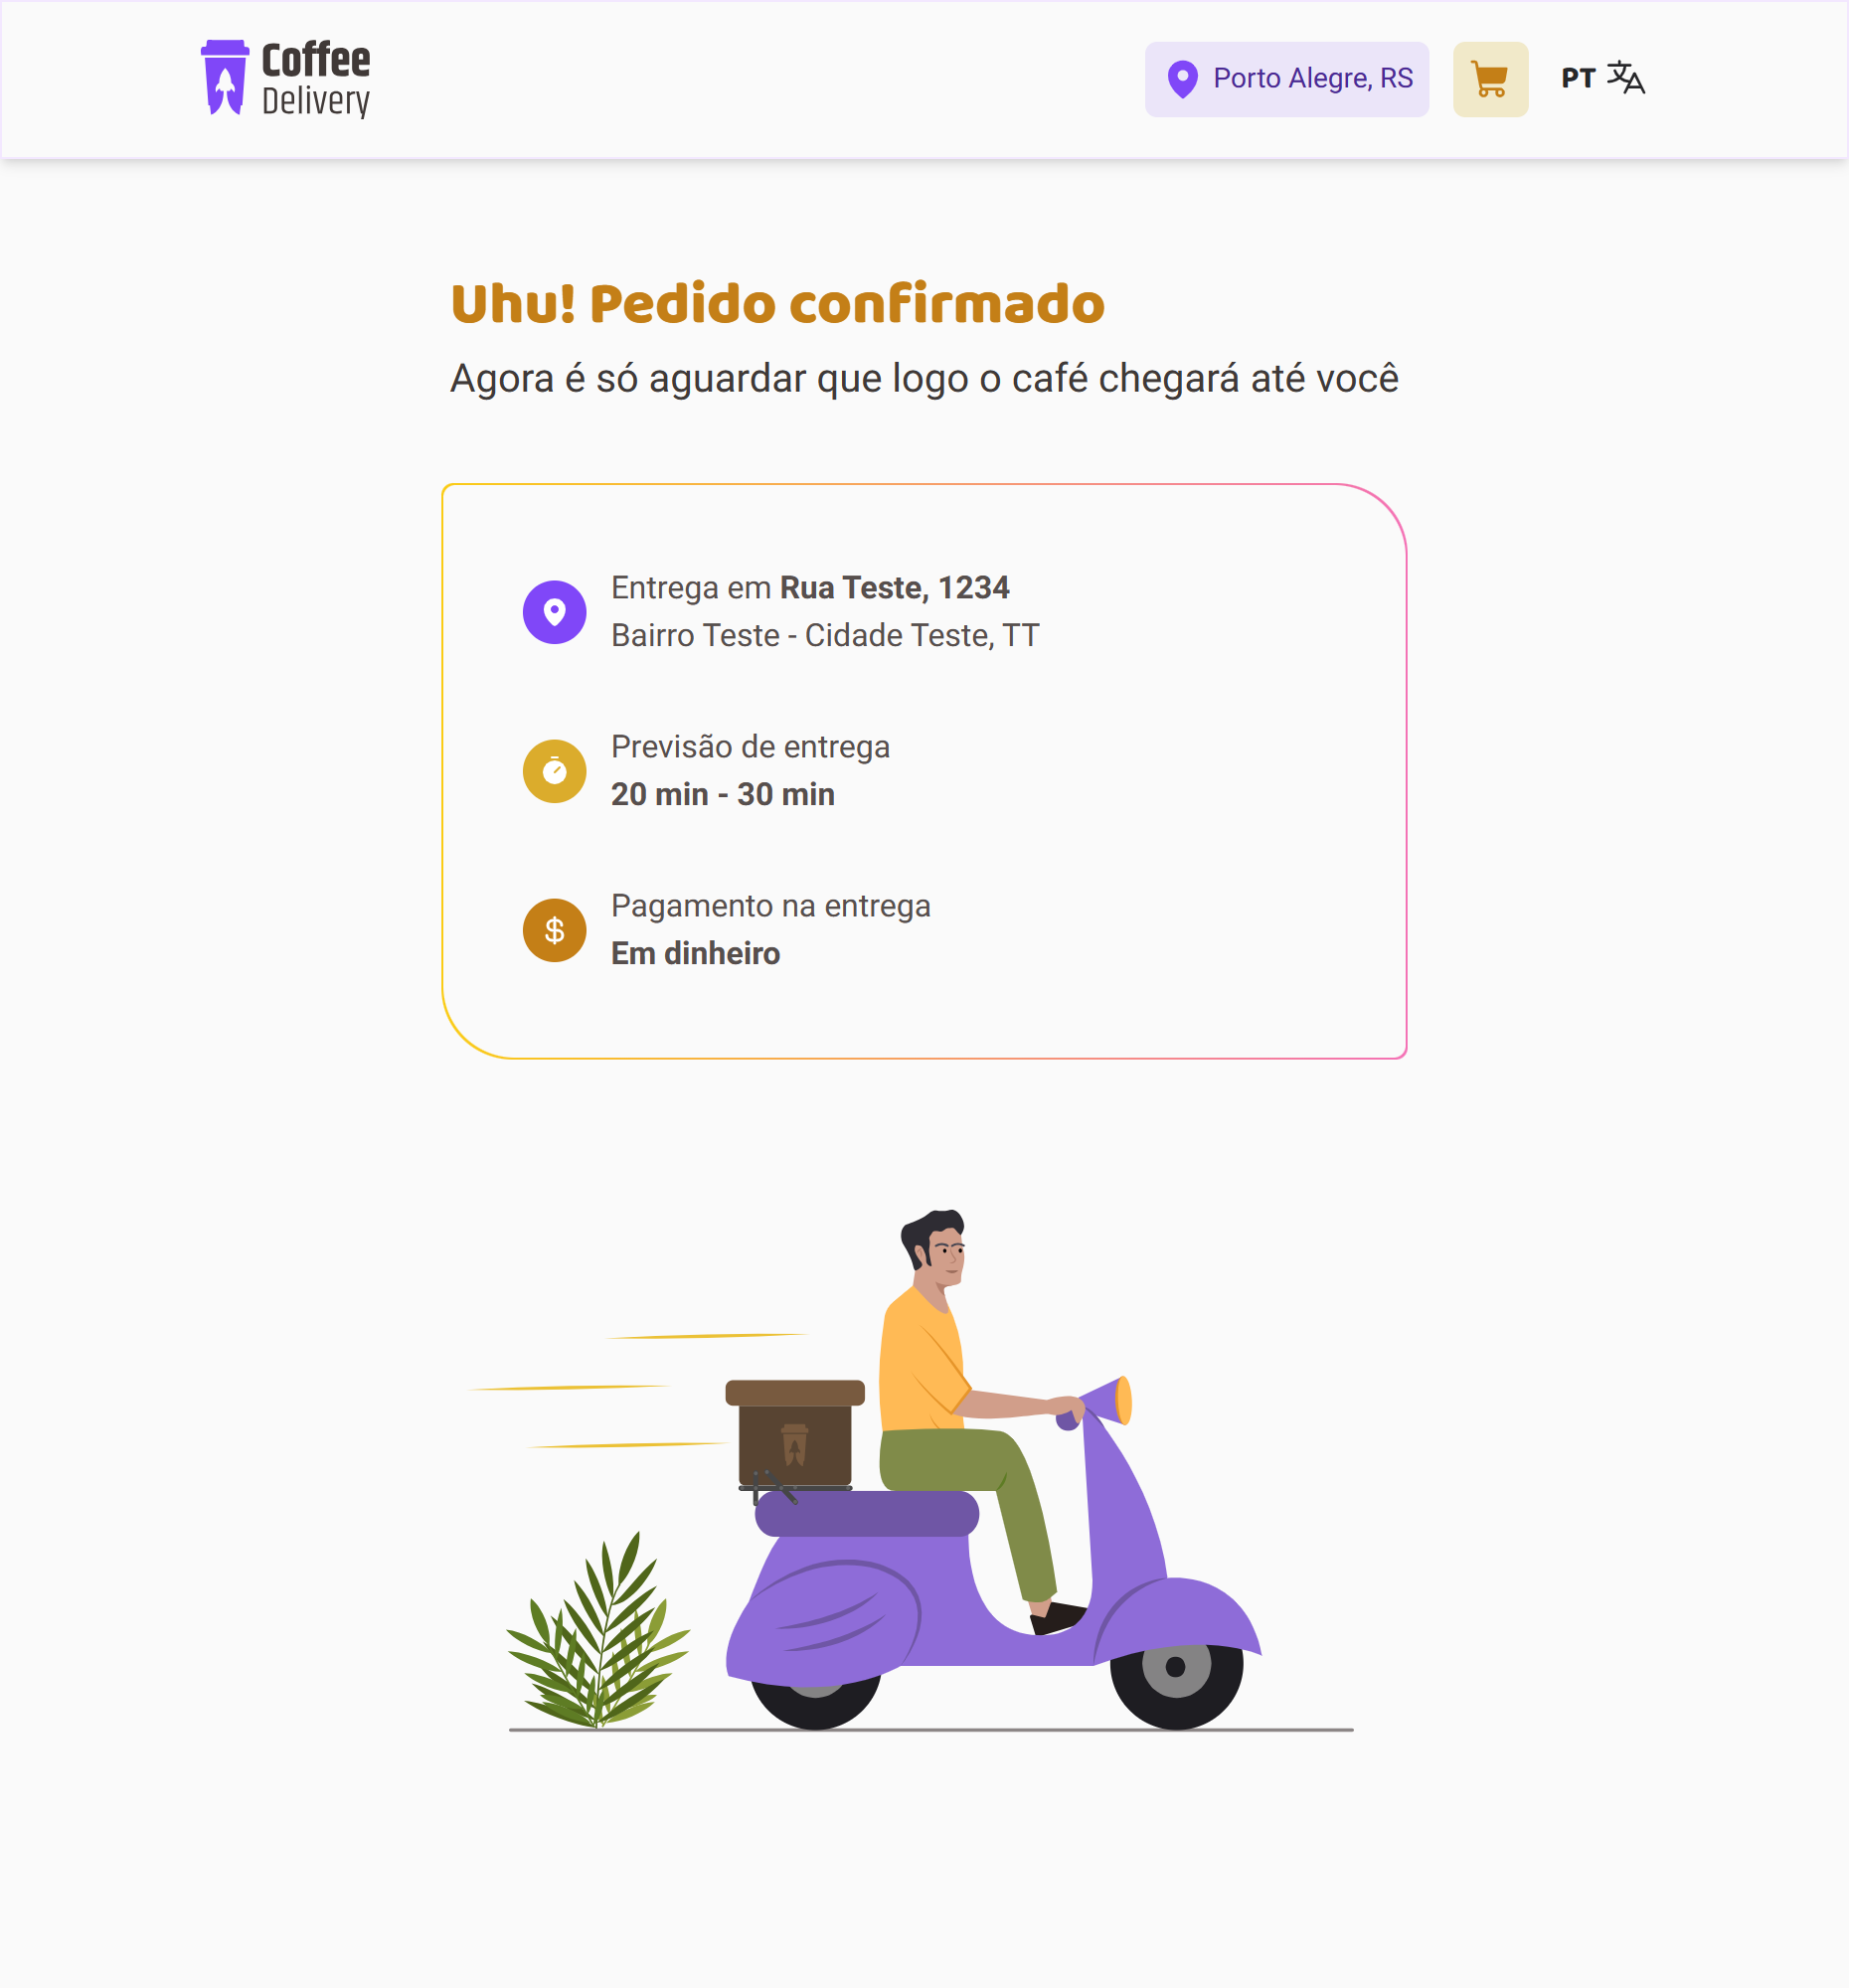 Coffee
Delivery
Porto Alegre, RS
PT
Uhu! Pedido confirmado
Agora é só aguardar que logo o café chegará até você
Entrega em Rua Teste, 1234
Bairro Teste - Cidade Teste, TT
Previsão de entrega
20 min - 30 min
$
Pagamento na entrega
Em dinheiro